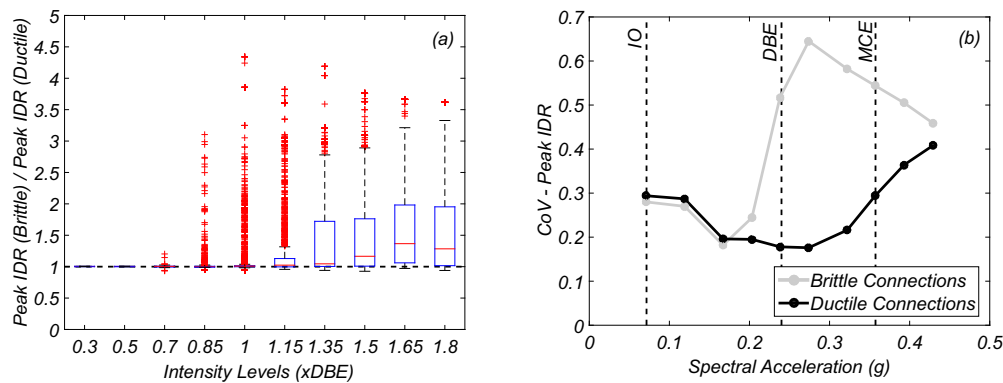 (a)
Peak IDR (Brittle) / Peak IDR (Ductile)
5
4.5
4
3.5
3
2.5
2
1.5
1
0.5
0
0.3 0.5 0.7 0.85 1 1.15 1.35 1.5 1.65 1.8
Intensity Levels (xDBE)
(b)
CoV - Peak IDR
0.7
0.6
0.5
0.4
0.3
0.2
0.1
0
IO
DBE
MCE
Brittle Connections
Ductile Connections
0 0.1 0.2 0.3 0.4 0.5
Spectral Acceleration (g)